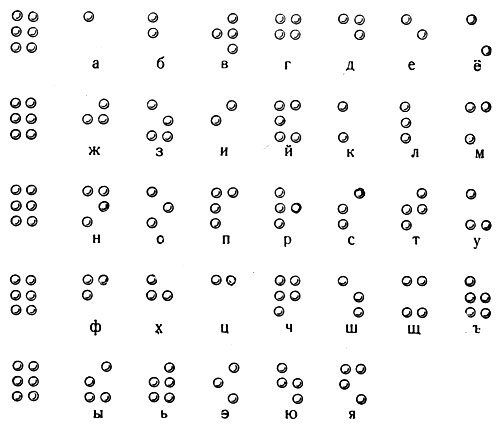 а б в г д е ё
ж з и й к л м
н о п р с т у
ф х ц ч ш щ ъ
ы ь э ю я